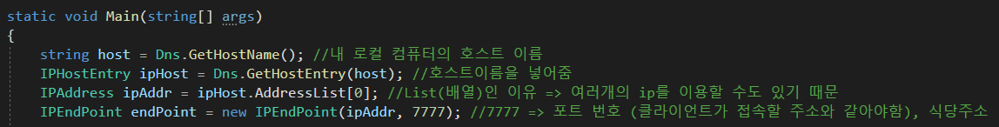 static void Main(string[] args)
{
string host = Dns.GetHostName(); //내 로컬 컴퓨터의 호스트 이름
IPHostEntry ipHost = Dns.GetHostEntry(host); //호스트이름을 넣어줌
IPAddress ipAddr = ipHost.AddressList[0]; //List(배열)인 이유 => 여러개의 ip를 이용할 수도 있기 때문
IPEndPoint endPoint = new IPEndPoint(ipAddr, 7777); //7777 => 포트 번호 (클라이언트가 접속할 주소와 같아야함), 식당주소